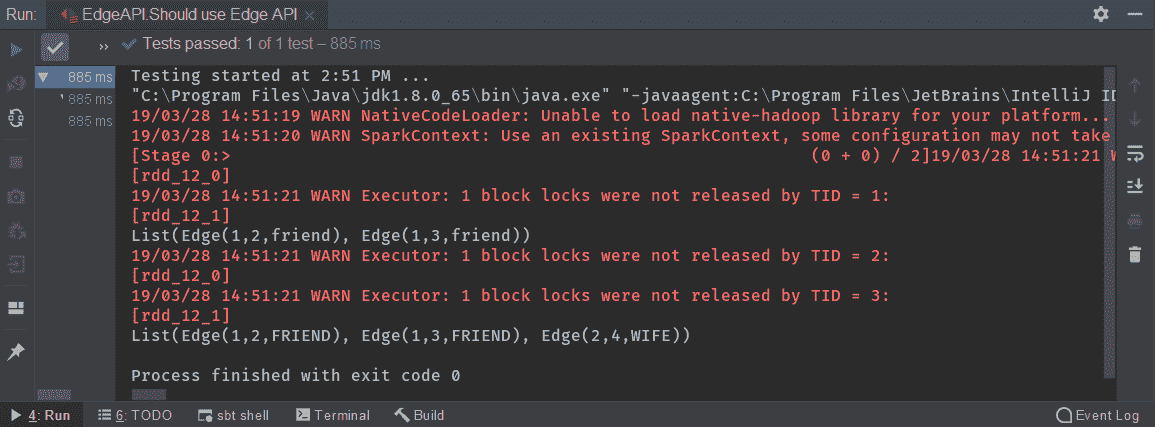 Run: EdgeAPI.Should use Edge API ×
» Tests passed: 1 of 1 test – 885 ms
885 ms
885 ms
885 ms
Testing started at 2:51 PM ...
"C:\Program Files\Java\jdk1.8.0_65\bin\java.exe" "-javaagent:C:\Program Files\JetBrains\IntelliJ ID
19/03/28 14:51:19 WARN NativeCodeLoader: Unable to load native-hadoop library for your platform...
19/03/28 14:51:20 WARN SparkContext: Use an existing SparkContext, some configuration may not take
[Stage 0:> (0 + 0) / 2]19/03/28 14:51:21 W
[rdd_12_0]
19/03/28 14:51:21 WARN Executor: 1 block locks were not released by TID = 1:
[rdd_12_1]
List(Edge(1,2,friend), Edge(1,3,friend))
19/03/28 14:51:21 WARN Executor: 1 block locks were not released by TID = 2:
[rdd_12_0]
19/03/28 14:51:21 WARN Executor: 1 block locks were not released by TID = 3:
[rdd_12_1]
List(Edge(1,2,FRIEND), Edge(1,3,FRIEND), Edge(2,4,WIFE))
Process finished with exit code 0
4: Run 6: TODO sbt shell Terminal Build Event Log